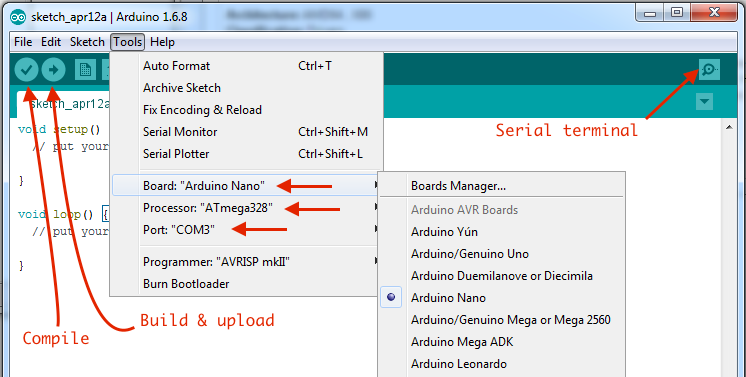 sketch_apr12a | Arduino 1.6.8
File Edit Sketch Tools Help
Auto Format Ctrl+T
Archive Sketch
Fix Encoding & Reload
Serial Monitor Ctrl+Shift+M
Serial Plotter Ctrl+Shift+L
Board: "Arduino Nano"
Processor: "ATmega328"
Port: "COM3"
Programmer: "AVRISP mkII"
Burn Bootloader
sketch_apr12a
void setup()
// put your
}
void loop() {
// put your
}
Boards Manager...
Arduino AVR Boards
Arduino Yún
Arduino/Genuino Uno
Arduino Duemilanove or Diecimila
Arduino Nano
Arduino/Genuino Mega or Mega 2560
Arduino Mega ADK
Arduino Leonardo
Serial terminal
Build & upload
Compile